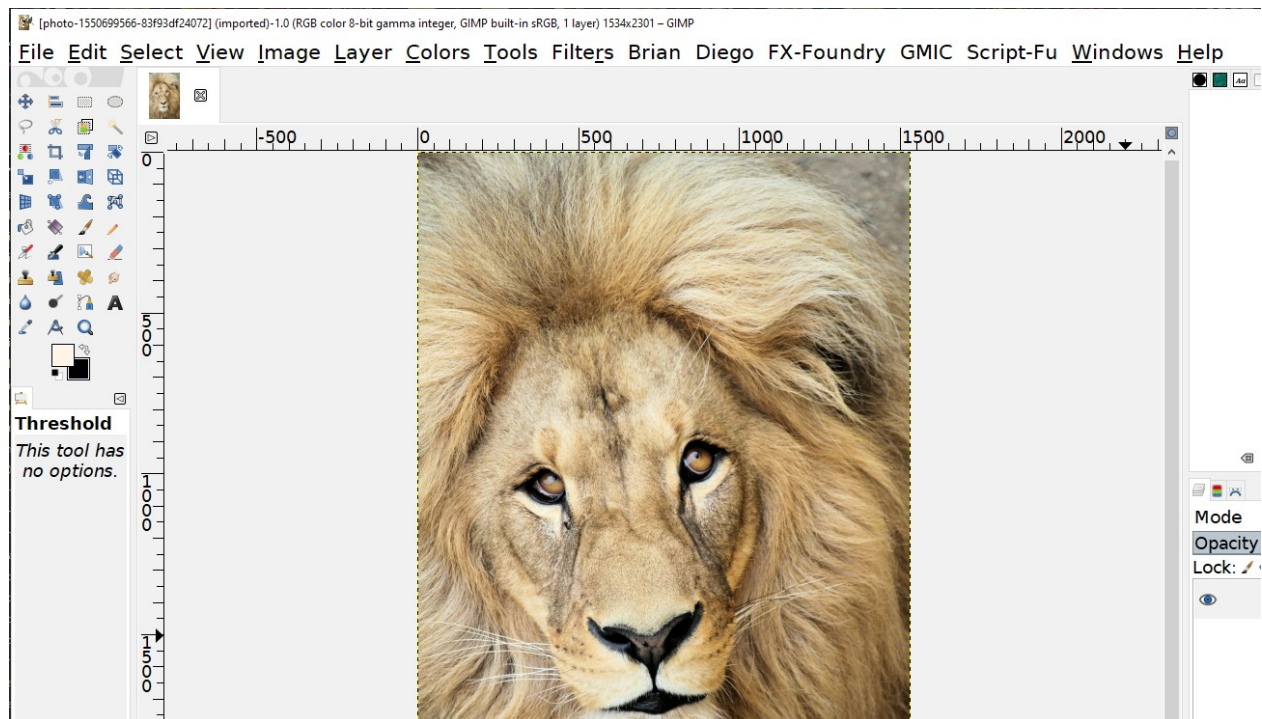 [photo-1550699566-83f93df24072] (imported)-1.0 (RGB color 8-bit gamma integer, GIMP built-in sRGB, 1 layer) 1534x2301 – GIMP
File Edit Select View Image Layer Colors Tools Filters Brian Diego FX-Foundry GMIC Script-Fu Windows Help
Aa
-500 0 500 1000 1500 2000
0
500
1000
1500
A
Threshold
This tool has
no options.
Mode
Opacity
Lock: